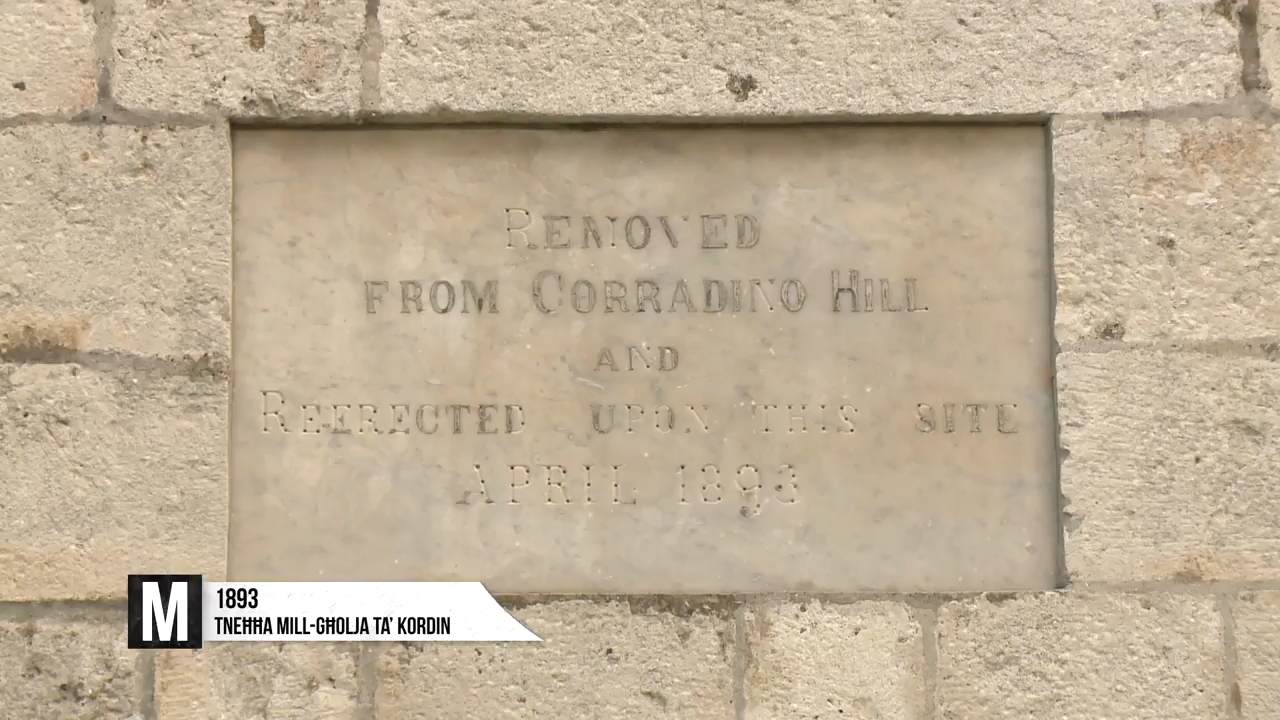 REMOVED
FROM CORRADINO HILL
AND
RE-ERECTED UPON THIS SITE
APRIL 1893
M
1893
TNEĦĦA MILL-GĦOLJA TA' KORDIN